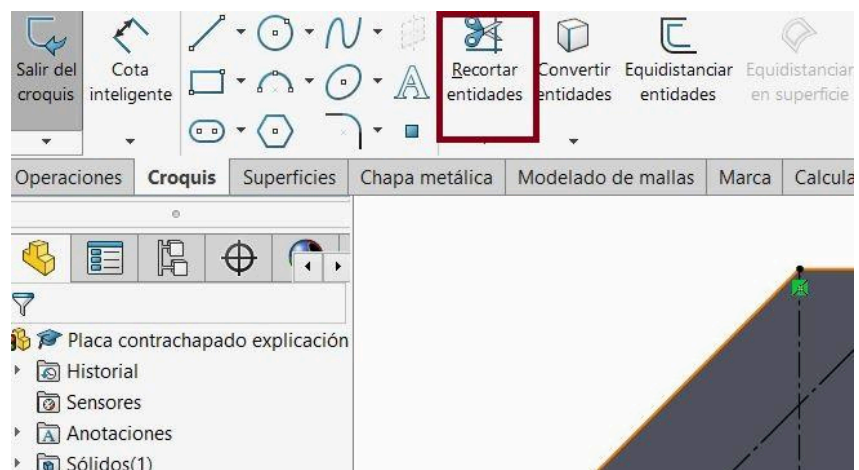 Salir del croquis
Cota inteligente
Recortar entidades
Convertir entidades
Equidistanciar entidades
Equidistanciar en superficie
Operaciones
Croquis
Superficies
Chapa metálica
Modelado de mallas
Marca
Calcula
Placa contrachapado explicación
Historial
Sensores
Anotaciones
Sólidos(1)